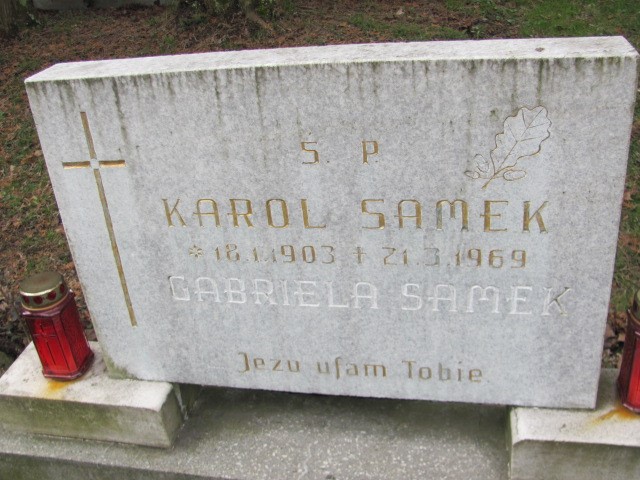 Ś. P.
KAROL SAMEK
* 18.1.1903 + 21.3.1969
GABRIELA SAMEK
Jezu ufam Tobie